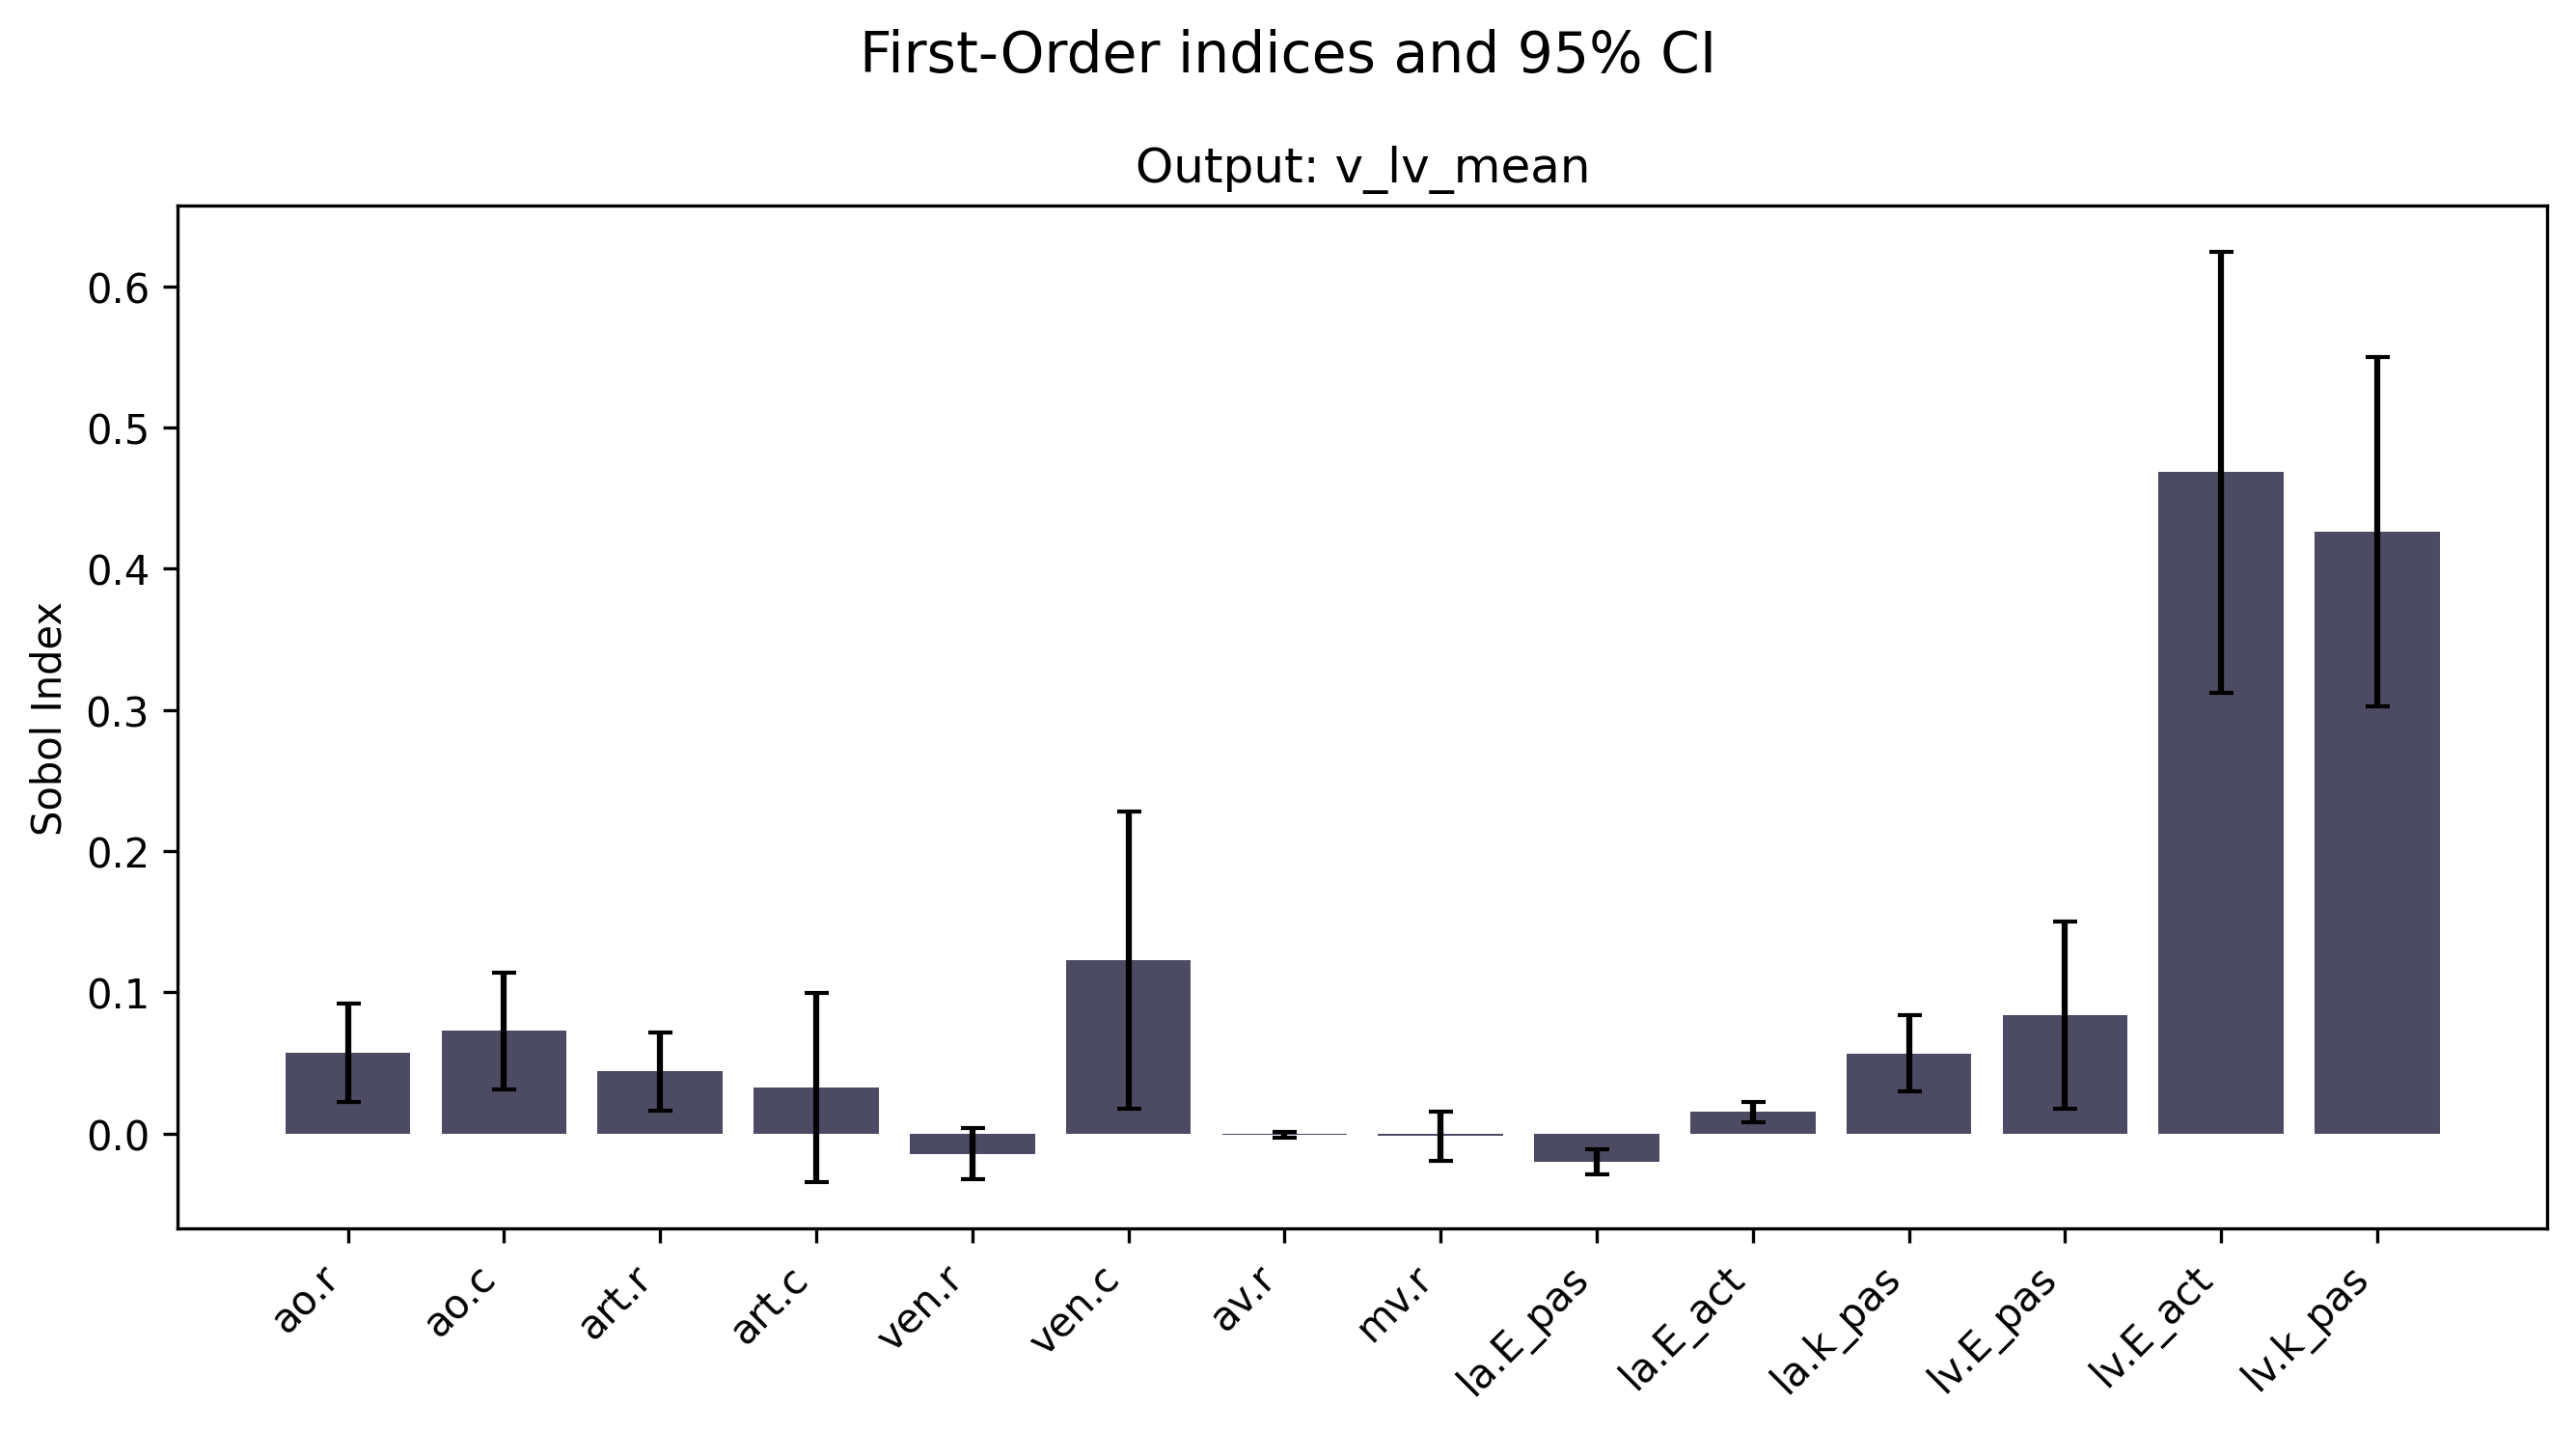 First-Order indices and 95% CI
Output: v_lv_mean
Sobol Index
0.6
0.5
0.4
0.3
0.2
0.1
0.0
ao.r
ao.c
art.r
art.c
ven.r
ven.c
av.r
mv.r
la.E_pas
la.E_act
la.k_pas
lv.E_pas
lv.E_act
lv.k_pas